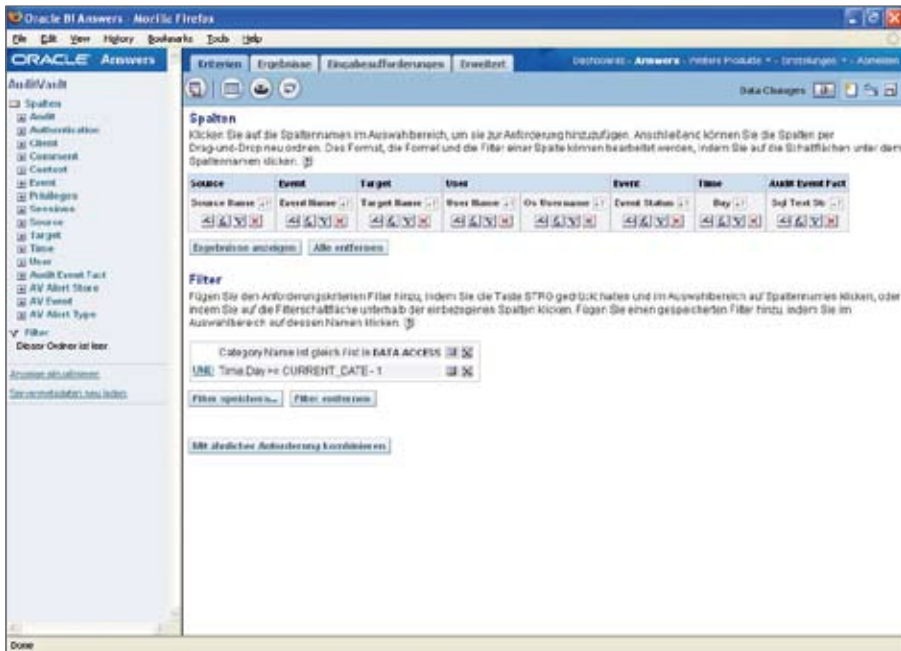 Oracle BI Answers - Mozilla Firefox
File Edit View History Bookmarks Tools Help
ORACLE Answers
Kriterien Ergebnisse Eingabeaufforderungen Erweitert
Dashboards - Answers - Weitere Produkte - Einstellungen - Abmelden
AuditVault
Data Changes
Spalten
Audit
Authentication
Client
Comment
Context
Event
Privileges
Sessions
Source
Target
Time
User
Audit Event Fact
AV Alert Store
AV Event
AV Alert Type
Filter
Dieser Ordner ist leer.
Anzeige aktualisieren
Servermetadaten neu laden
Spalten
Klicken Sie auf die Spaltennamen im Auswahlbereich, um sie zur Anforderung hinzuzufügen. Anschließend können Sie die Spalten per
Drag-und-Drop neu ordnen. Das Format, die Formel und die Filter einer Spalte können bearbeitet werden, indem Sie auf die Schaltflächen unter dem
Spaltennamen klicken.
Source Event Target User Event Time Audit Event Fact
Source Name Event Name Target Name User Name Os Username Event Status Day Sql Text Str
Ergebnisse anzeigen Alle entfernen
Filter
Fügen Sie den Anforderungskriterien Filter hinzu, indem Sie die Taste STRG gedrückt halten und im Auswahlbereich auf Spaltennamen klicken, oder
indem Sie auf die Filterschaltfläche unterhalb der einbezogenen Spalten klicken. Fügen Sie einen gespeicherten Filter hinzu, indem Sie im
Auswahlbereich auf dessen Namen klicken.
Category Name ist gleich / ist in DATA ACCESS
UND Time.Day >= CURRENT_DATE - 1
Filter speichern... Filter entfernen
Mit ähnlicher Anforderung kombinieren
Done